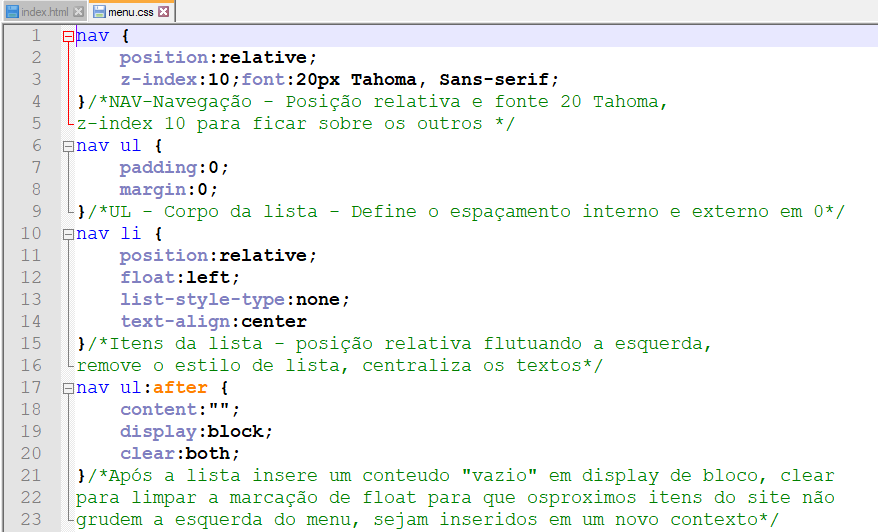 index.html menu.css
1 nav {
2 position:relative;
3 z-index:10;font:20px Tahoma, Sans-serif;
4 }/*NAV-Navegação - Posição relativa e fonte 20 Tahoma,
5 z-index 10 para ficar sobre os outros */
6 nav ul {
7 padding:0;
8 margin:0;
9 }/*UL - Corpo da lista - Define o espaçamento interno e externo em 0*/
10 nav li {
11 position:relative;
12 float:left;
13 list-style-type:none;
14 text-align:center
15 }/*Itens da lista - posição relativa flutuando a esquerda,
16 remove o estilo de lista, centraliza os textos*/
17 nav ul:after {
18 content:"";
19 display:block;
20 clear:both;
21 }/*Após a lista insere um conteudo "vazio" em display de bloco, clear
22 para limpar a marcação de float para que osproximos itens do site não
23 grudem a esquerda do menu, sejam inseridos em um novo contexto*/